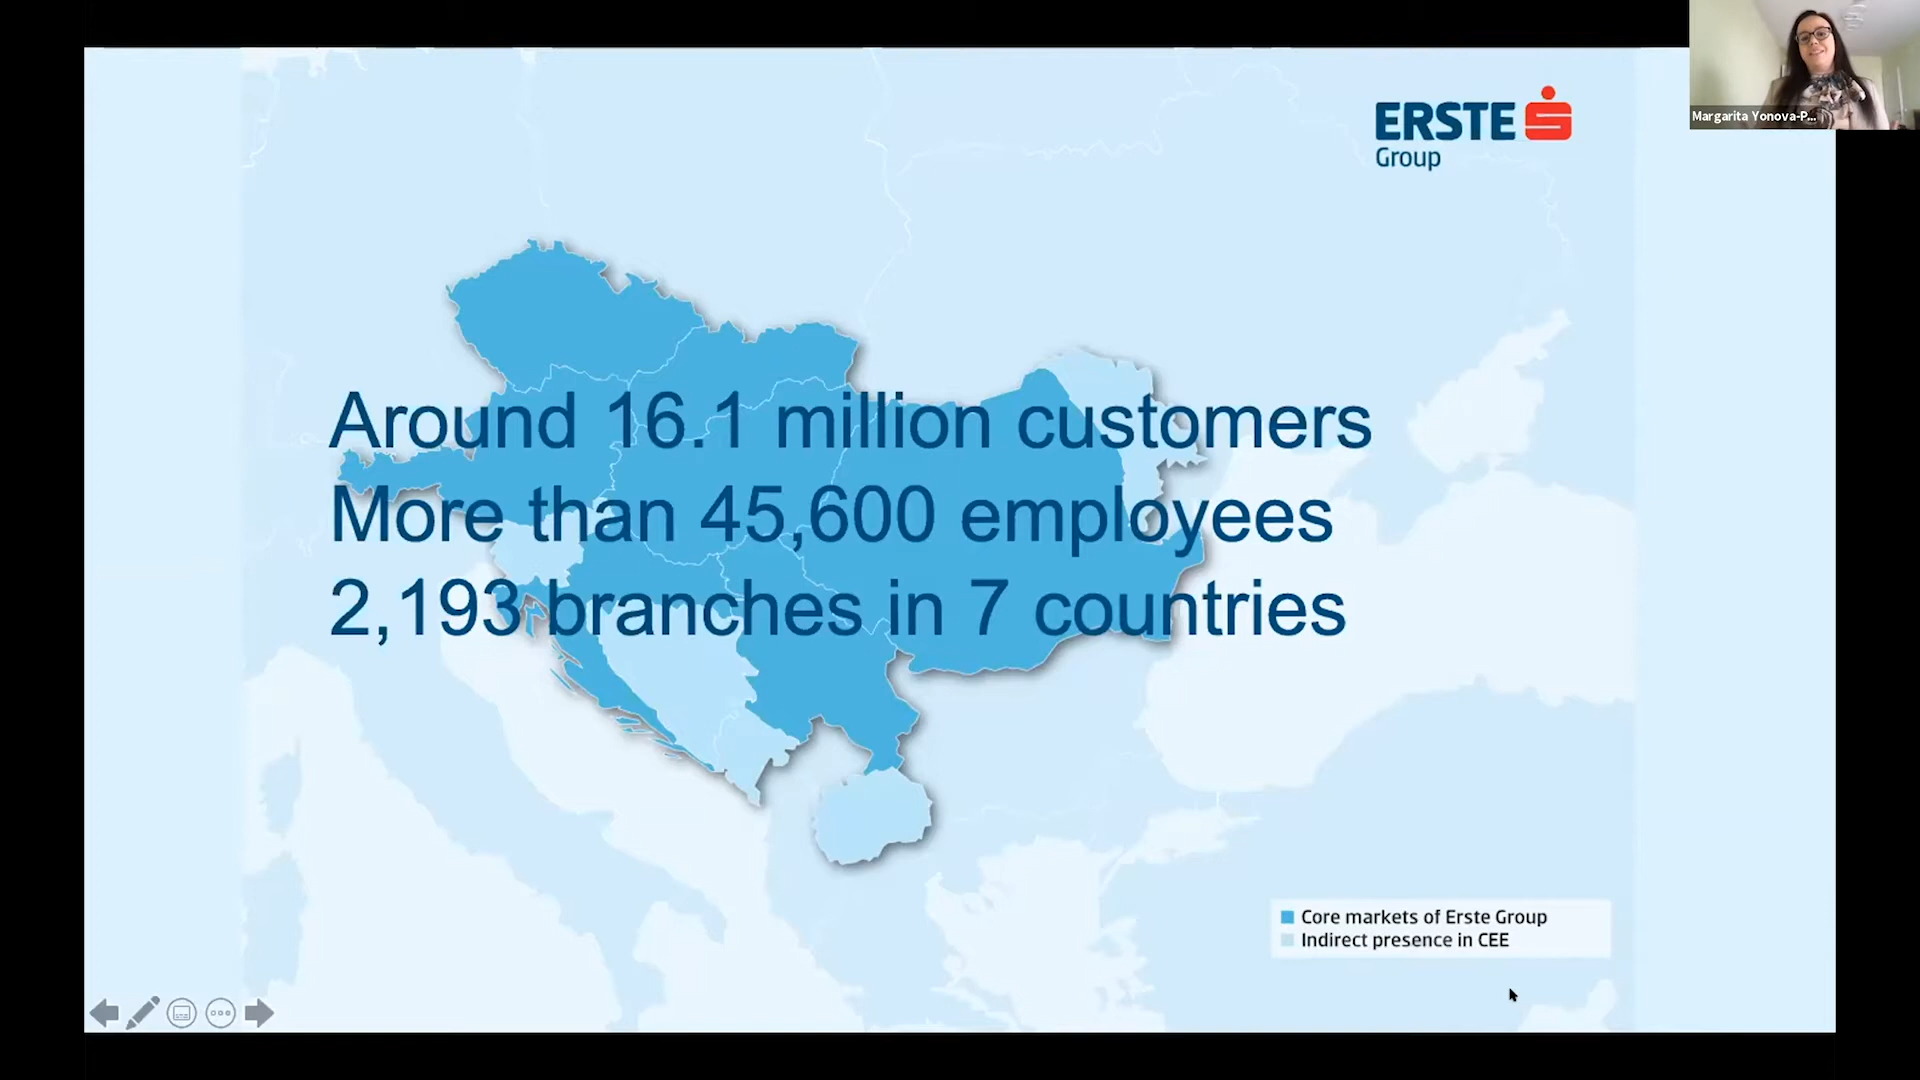 Margarita Yonova-P...
ERSTE
Group
Around 16.1 million customers
More than 45,600 employees
2,193 branches in 7 countries
Core markets of Erste Group
Indirect presence in CEE